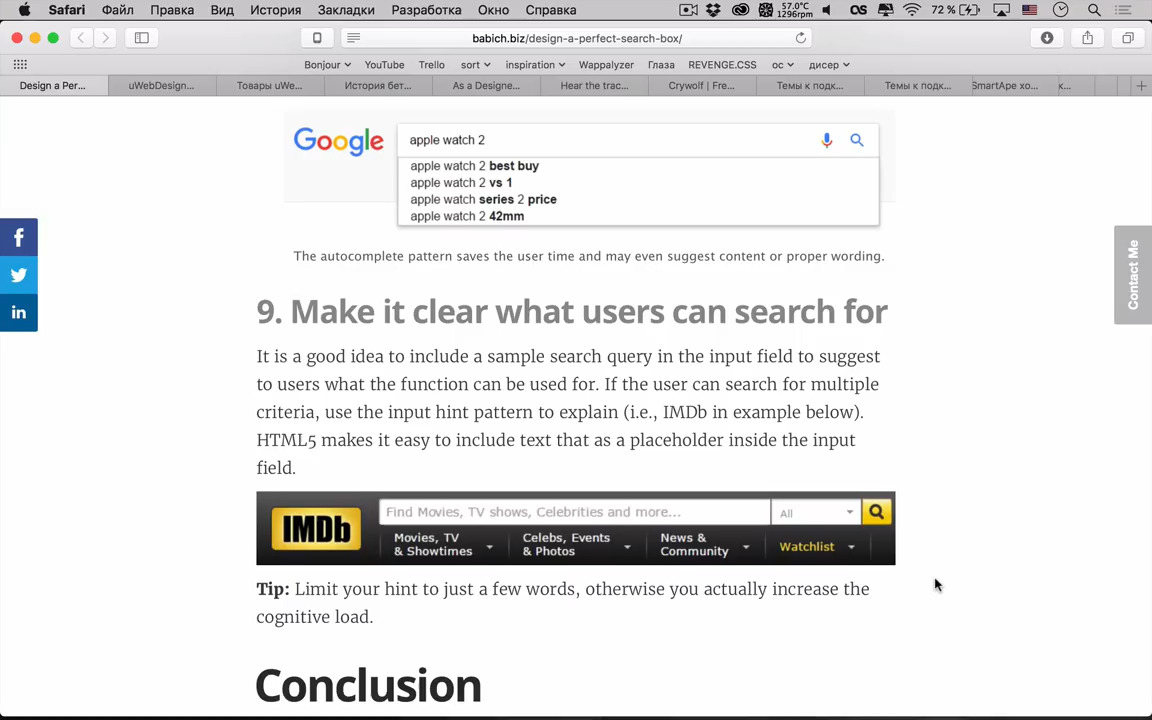 Safari Файл Правка Вид История Закладки Разработка Окно Справка 57.0°C 1296rpm OS 72 %
babich.biz/design-a-perfect-search-box/
Bonjour YouTube Trello sort inspiration Wappalyzer Глаза REVENGE.CSS ос дисер
Design a Per... uWebDesign... Товары uWe... История бет... As a Designe... Hear the trac... Crywolf | Fre... Темы к подк... Темы к подк... SmartApe хо... к...
Google apple watch 2
apple watch 2 best buy
apple watch 2 vs 1
apple watch series 2 price
apple watch 2 42mm
The autocomplete pattern saves the user time and may even suggest content or proper wording.
Contact Me
9. Make it clear what users can search for
It is a good idea to include a sample search query in the input field to suggest
to users what the function can be used for. If the user can search for multiple
criteria, use the input hint pattern to explain (i.e., IMDb in example below).
HTML5 makes it easy to include text that as a placeholder inside the input
field.
IMDb Find Movies, TV shows, Celebrities and more... All
Movies, TV & Showtimes
Celebs, Events & Photos
News & Community
Watchlist
Tip: Limit your hint to just a few words, otherwise you actually increase the
cognitive load.
Conclusion